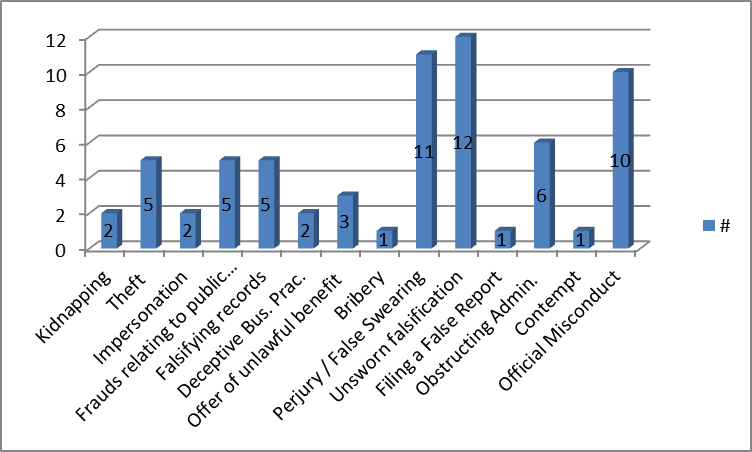 12
10
8
6
4
2
0
2
5
2
5
5
2
3
1
11
12
1
6
1
10
Kidnapping
Theft
Impersonation
Frauds relating to public...
Falsifying records
Deceptive Bus. Prac.
Offer of unlawful benefit
Bribery
Perjury / False Swearing
Unsworn falsification
Filing a False Report
Obstructing Admin.
Contempt
Official Misconduct
#